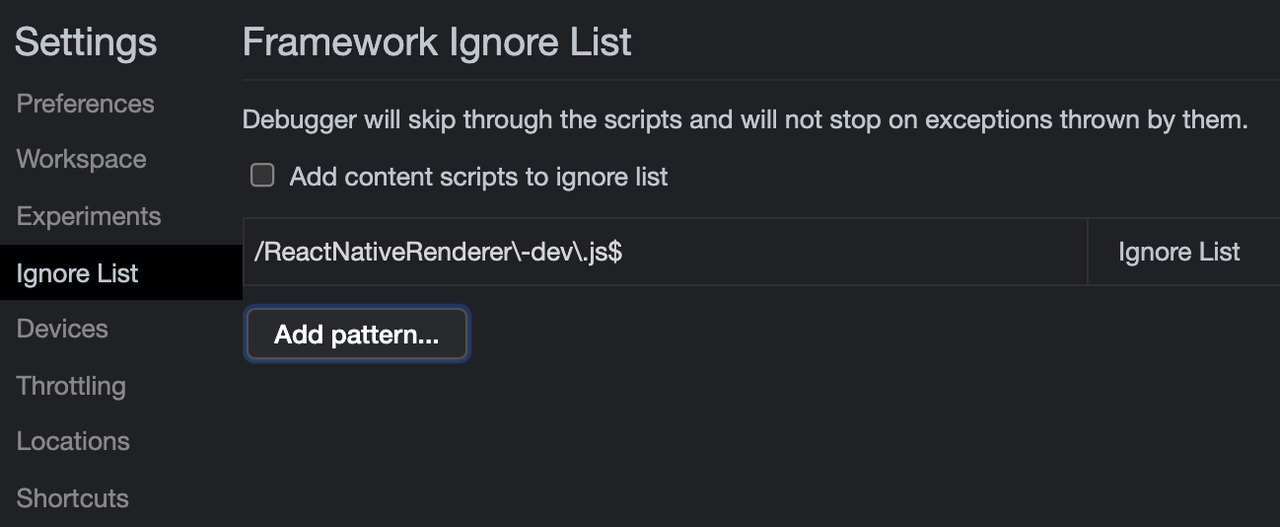 Settings
Framework Ignore List
Preferences
Debugger will skip through the scripts and will not stop on exceptions thrown by them.
Workspace
Add content scripts to ignore list
Experiments
/ReactNativeRenderer\-dev\.js$ Ignore List
Ignore List
Devices
Add pattern...
Throttling
Locations
Shortcuts